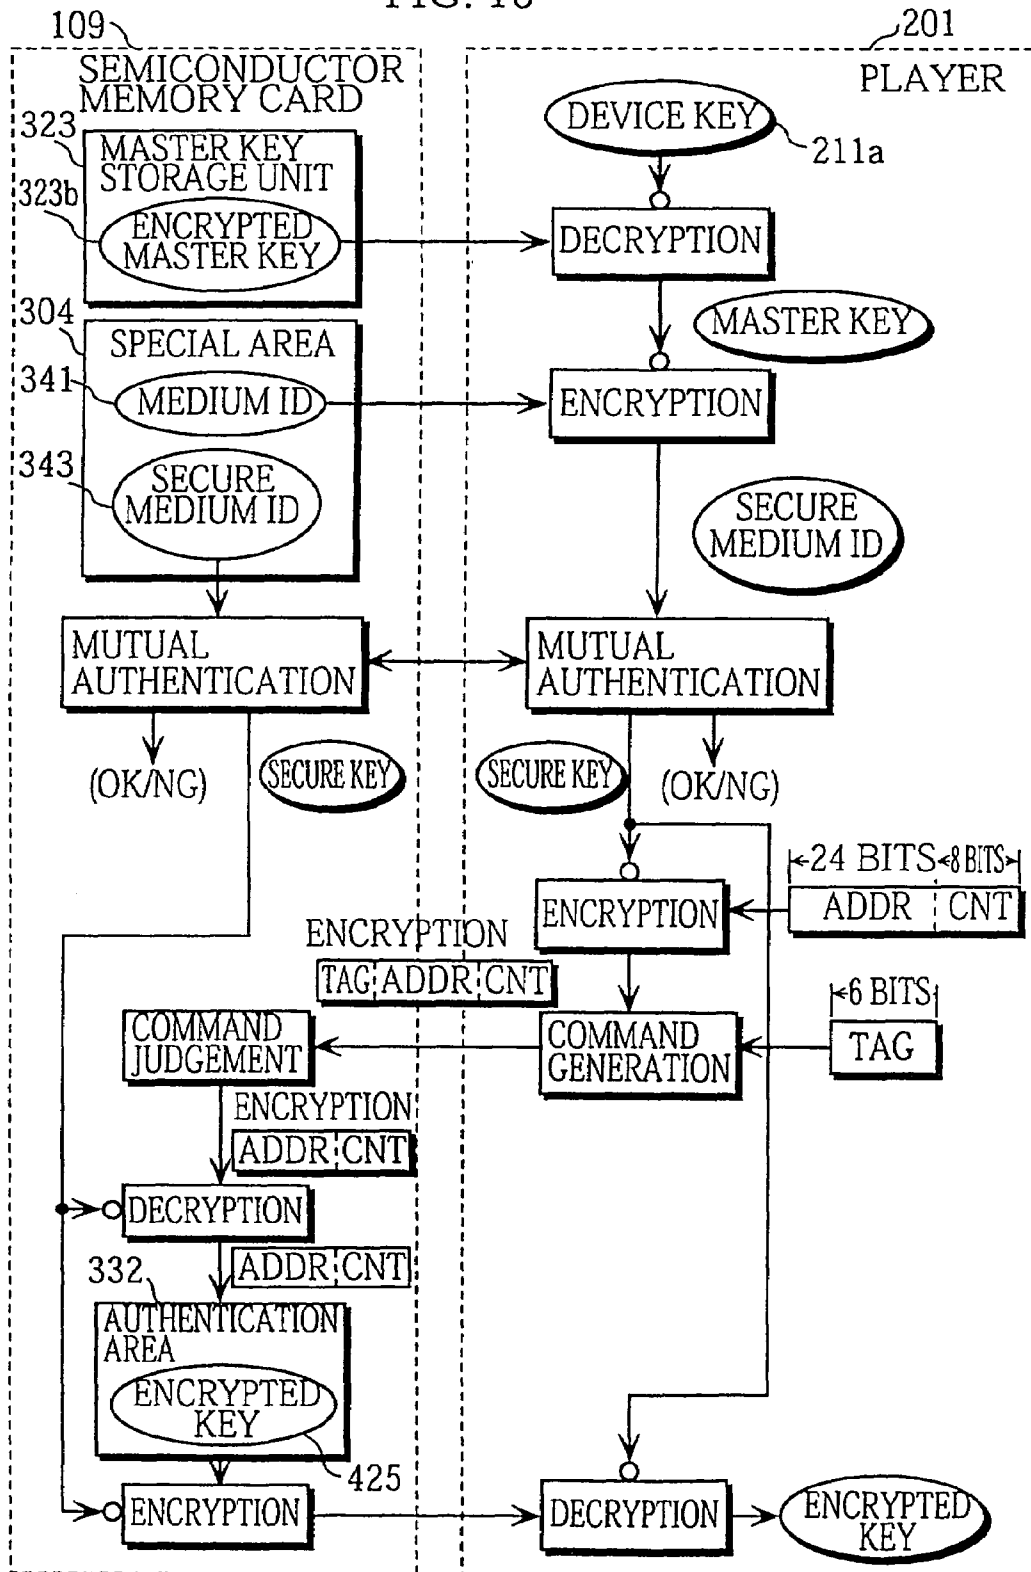 109
201
SEMICONDUCTOR
MEMORY CARD
PLAYER
323
MASTER KEY
STORAGE UNIT
323b
ENCRYPTED
MASTER KEY
DEVICE KEY
211a
DECRYPTION
MASTER KEY
304
SPECIAL AREA
341
MEDIUM ID
ENCRYPTION
343
SECURE
MEDIUM ID
SECURE
MEDIUM ID
MUTUAL
AUTHENTICATION
MUTUAL
AUTHENTICATION
(OK/NG)
SECURE KEY
SECURE KEY
(OK/NG)
24 BITS 8 BITS
ADDR CNT
ENCRYPTION
ENCRYPTION
TAG ADDR CNT
6 BITS
TAG
COMMAND
GENERATION
COMMAND
JUDGEMENT
ENCRYPTION
ADDR CNT
DECRYPTION
ADDR CNT
332
AUTHENTICATION
AREA
ENCRYPTED
KEY
425
ENCRYPTION
DECRYPTION
ENCRYPTED
KEY